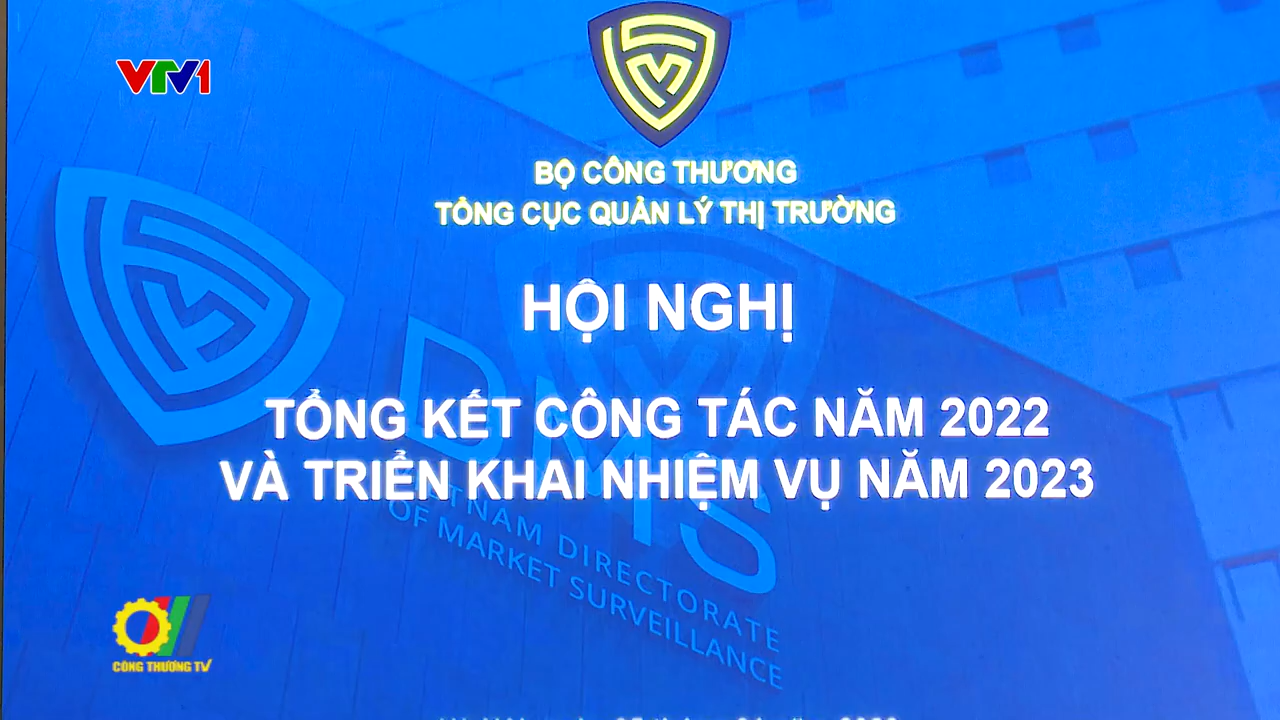 VTV1
BỘ CÔNG THƯƠNG
TỔNG CỤC QUẢN LÝ THỊ TRƯỜNG
HỘI NGHỊ
TỔNG KẾT CÔNG TÁC NĂM 2022
VÀ TRIỂN KHAI NHIỆM VỤ NĂM 2023
DMS
DIRECTORATE
OF MARKET SURVEILLANCE
CÔNG THƯƠNG TV